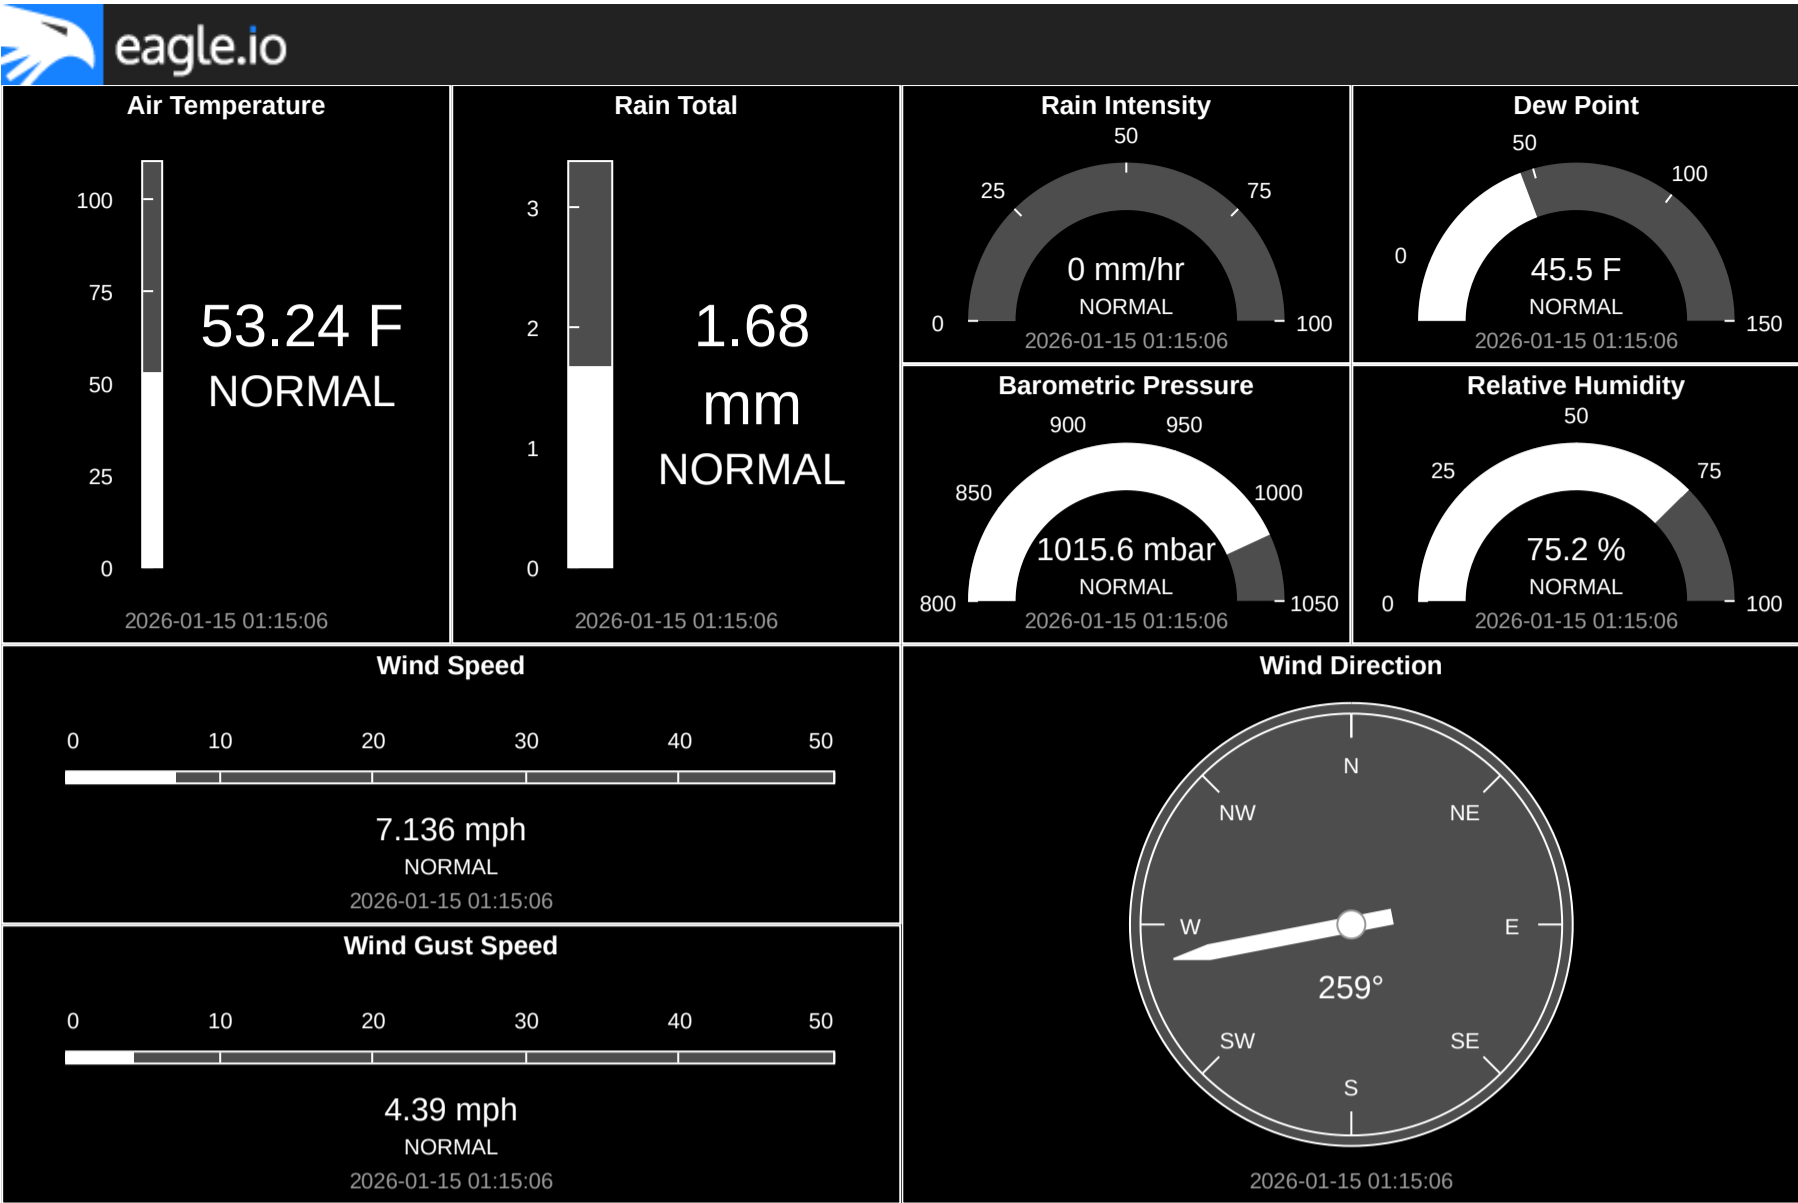 eagle.io
Air Temperature
100
75
50
25
0
53.24 F
NORMAL
2026-01-15 01:15:06
Rain Total
3
2
1
0
1.68
mm
NORMAL
2026-01-15 01:15:06
Rain Intensity
0
25
50
75
100
0 mm/hr
NORMAL
2026-01-15 01:15:06
Dew Point
0
50
100
150
45.5 F
NORMAL
2026-01-15 01:15:06
Barometric Pressure
800
850
900
950
1000
1050
1015.6 mbar
NORMAL
2026-01-15 01:15:06
Relative Humidity
0
25
50
75
100
75.2 %
NORMAL
2026-01-15 01:15:06
Wind Speed
0 10 20 30 40 50
7.136 mph
NORMAL
2026-01-15 01:15:06
Wind Gust Speed
0 10 20 30 40 50
4.39 mph
NORMAL
2026-01-15 01:15:06
Wind Direction
N
NW NE
W E
259°
SW SE
S
2026-01-15 01:15:06